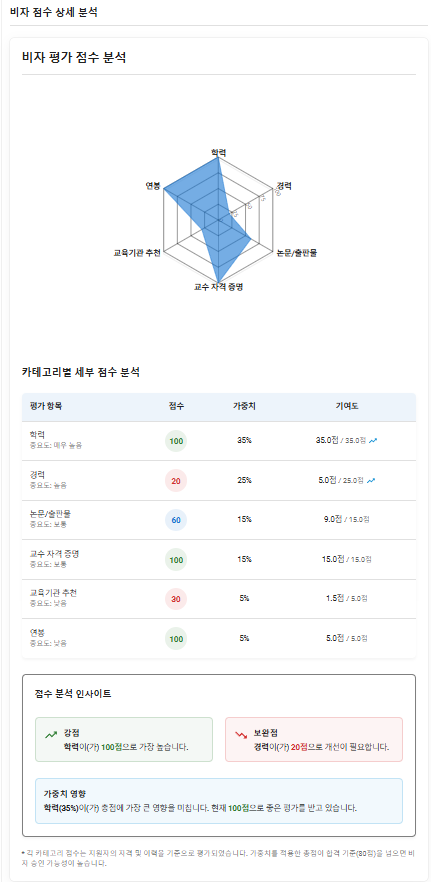 비자 점수 상세 분석
비자 평가 점수 분석
학력
연봉
경력
교육기관 추천
논문/출판물
교수 자격 증명
카테고리별 세부 점수 분석
평가 항목 점수 가중치 기여도
학력
중요도: 매우 높음
100 35% 35.0점 / 35.0점
경력
중요도: 높음
20 25% 5.0점 / 25.0점
논문/출판물
중요도: 보통
60 15% 9.0점 / 15.0점
교수 자격 증명
중요도: 보통
100 15% 15.0점 / 15.0점
교육기관 추천
중요도: 낮음
30 5% 1.5점 / 5.0점
연봉
중요도: 낮음
100 5% 5.0점 / 5.0점
점수 분석 인사이트
강점
학력이(가) 100점으로 가장 높습니다.
보완점
경력이(가) 20점으로 개선이 필요합니다.
가중치 영향
학력(35%)이(가) 총점에 가장 큰 영향을 미칩니다. 현재 100점으로 좋은 평가를 받고 있습니다.
* 각 카테고리 점수는 지원자의 자격 및 이력을 기준으로 평가되었습니다. 가중치를 적용한 총점이 합격 기준(80점)을 넘으면 비
자 승인 가능성이 높습니다.